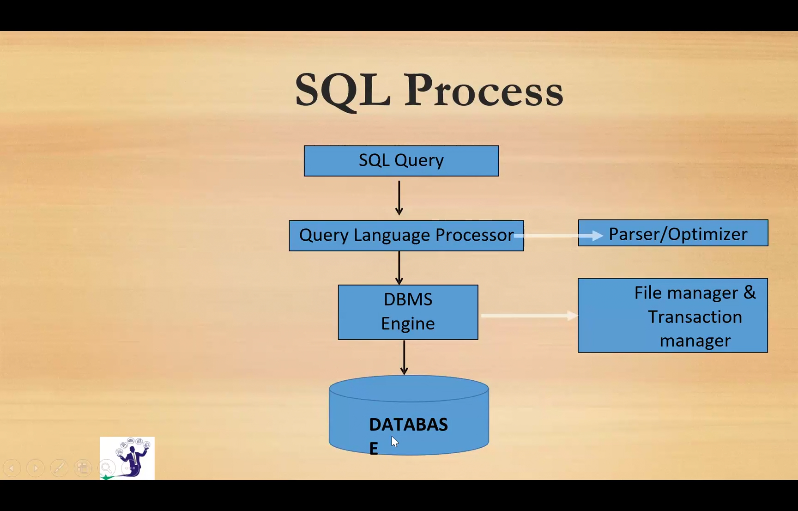 SQL Process
SQL Query
Query Language Processor
Parser/Optimizer
DBMS
Engine
File manager &
Transaction
manager
DATABAS
E